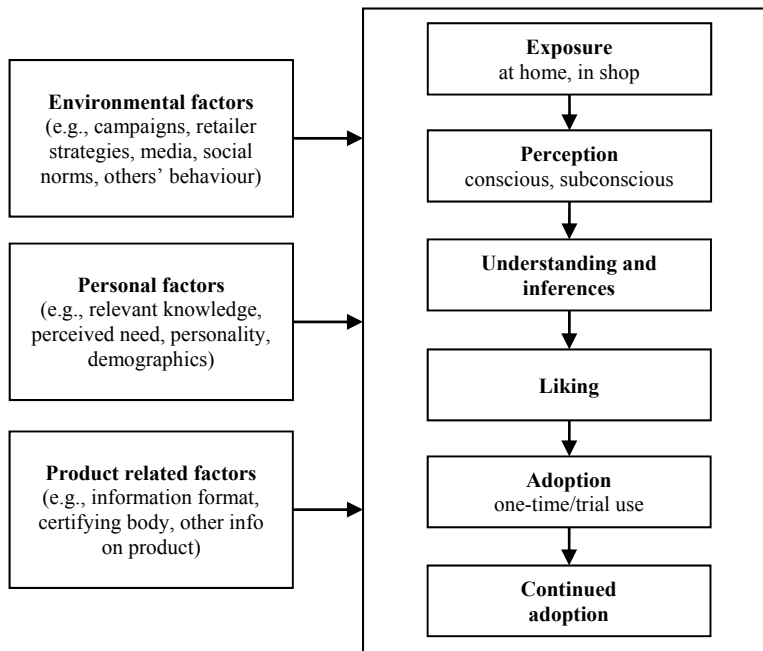 Environmental factors
(e.g., campaigns, retailer
strategies, media, social
norms, others’ behaviour)
Personal factors
(e.g., relevant knowledge,
perceived need, personality,
demographics)
Product related factors
(e.g., information format,
certifying body, other info
on product)
Exposure
at home, in shop
Perception
conscious, subconscious
Understanding and
inferences
Liking
Adoption
one-time/trial use
Continued
adoption